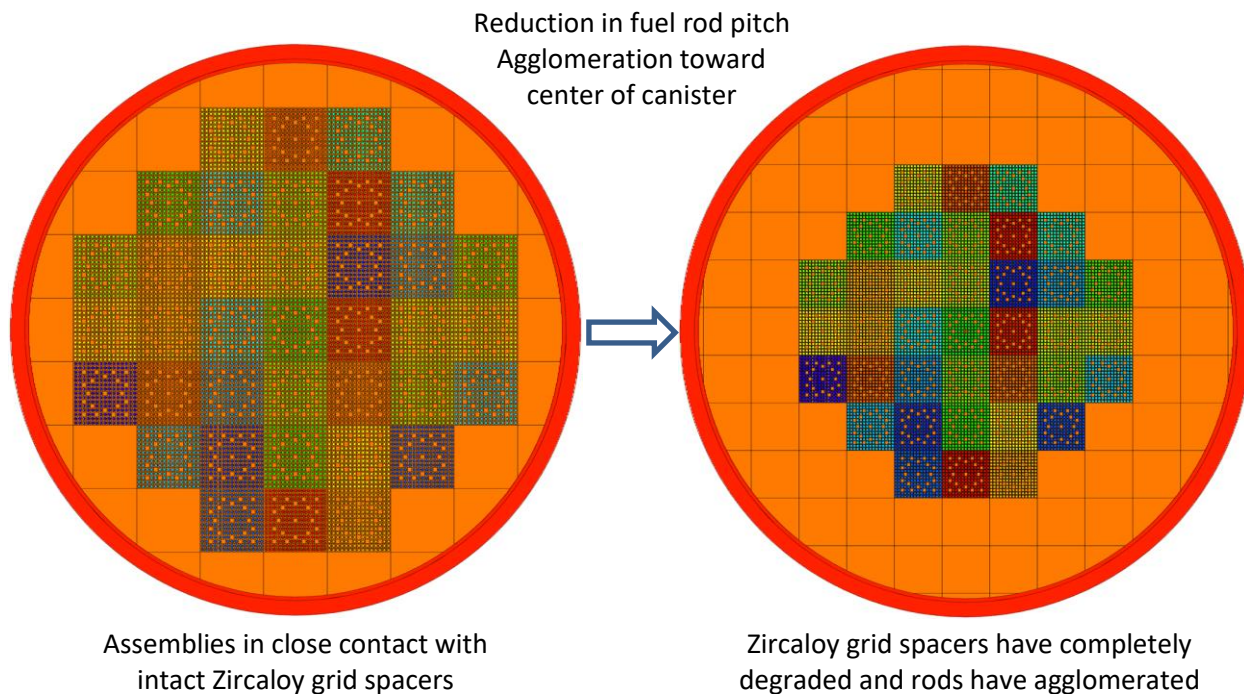 Reduction in fuel rod pitch
Agglomeration toward
center of canister
Assemblies in close contact with
intact Zircaloy grid spacers
Zircaloy grid spacers have completely
degraded and rods have agglomerated